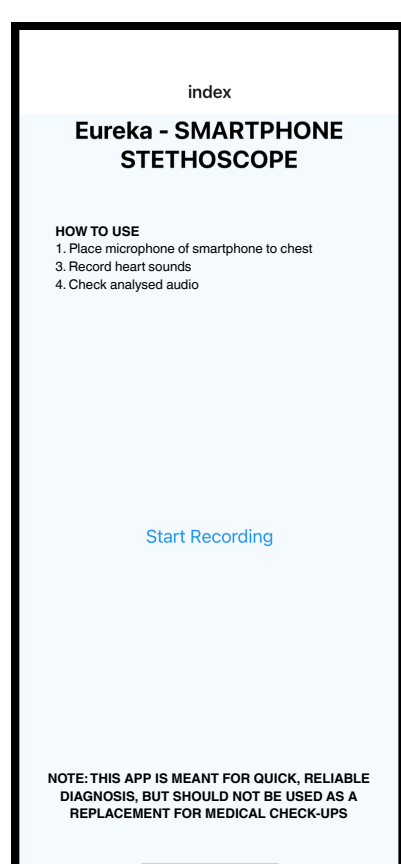 index
Eureka - SMARTPHONE
STETHOSCOPE
HOW TO USE
1. Place microphone of smartphone to chest
3. Record heart sounds
4. Check analysed audio
Start Recording
NOTE: THIS APP IS MEANT FOR QUICK, RELIABLE
DIAGNOSIS, BUT SHOULD NOT BE USED AS A
REPLACEMENT FOR MEDICAL CHECK-UPS